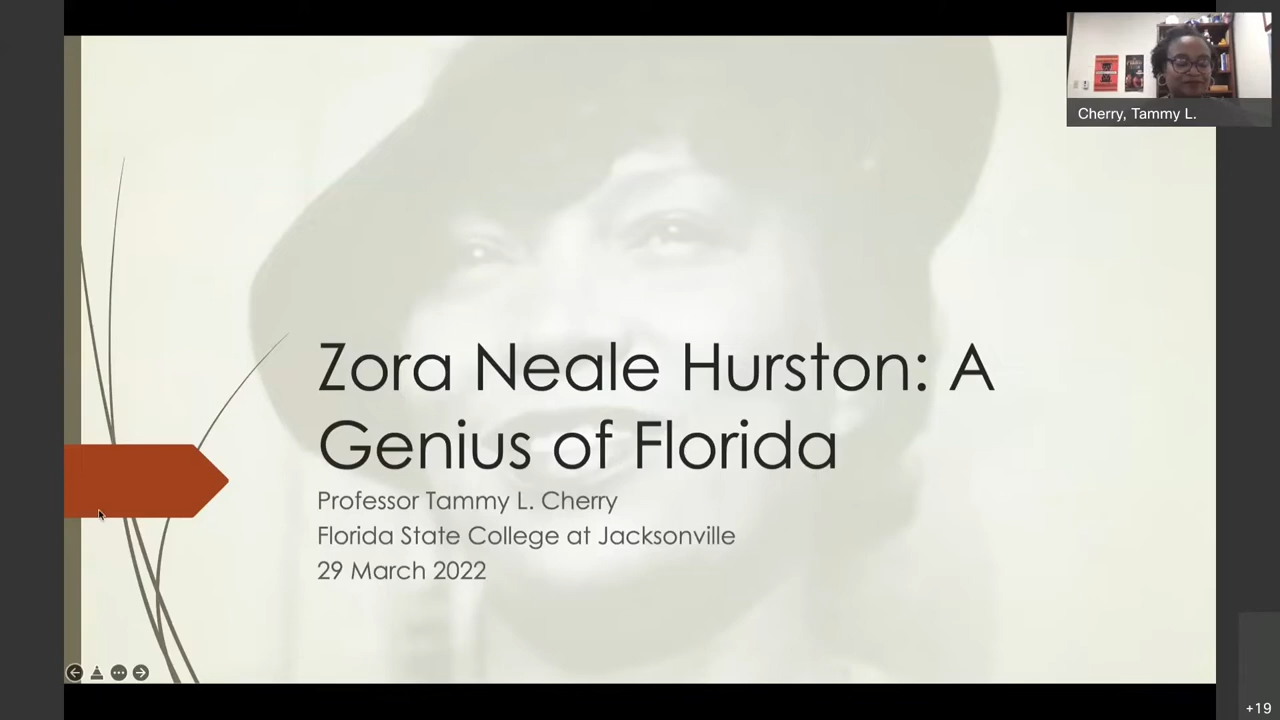 Cherry, Tammy L.
Zora Neale Hurston: A
Genius of Florida
Professor Tammy L. Cherry
Florida State College at Jacksonville
29 March 2022
+19